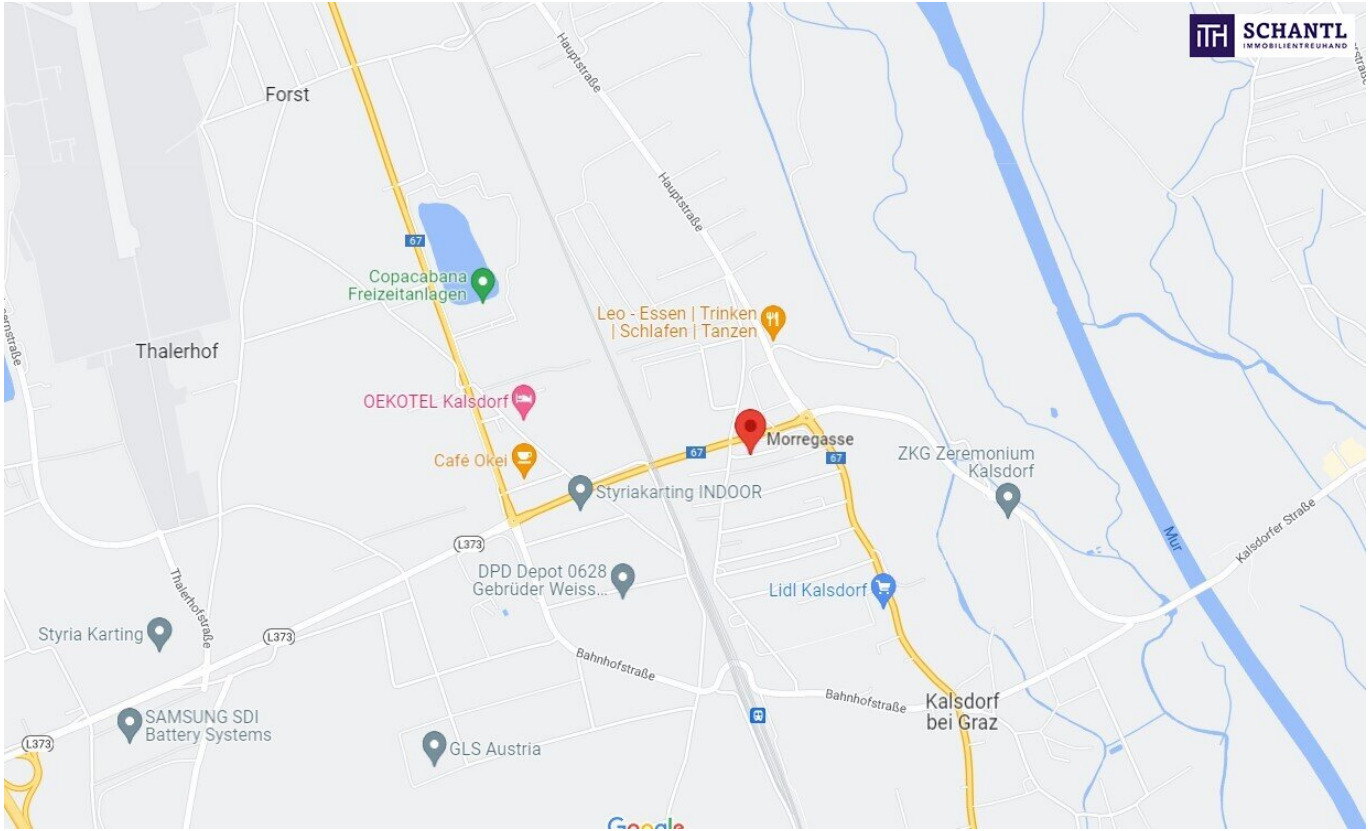 iTH SCHANTL
IMMOBILIENTREUHAND
Hauptstraße
Forst
Hauptstraße
67
Copacabana
Freizeitanlagen
Leo - Essen | Trinken
| Schlafen | Tanzen
Thalerhof
OEKOTEL Kalsdorf
Morregasse
67
67
Café Okei
ZKG Zeremonium
Kalsdorf
Styriakarting INDOOR
Mur
Kalsdorfer Straße
L373
DPD Depot 0628
Gebrüder Weiss...
Lidl Kalsdorf
Thalerhofstraße
Styria Karting
L373
Bahnhofstraße
Bahnhofstraße
Kalsdorf
bei Graz
SAMSUNG SDI
Battery Systems
L373
GLS Austria
Google